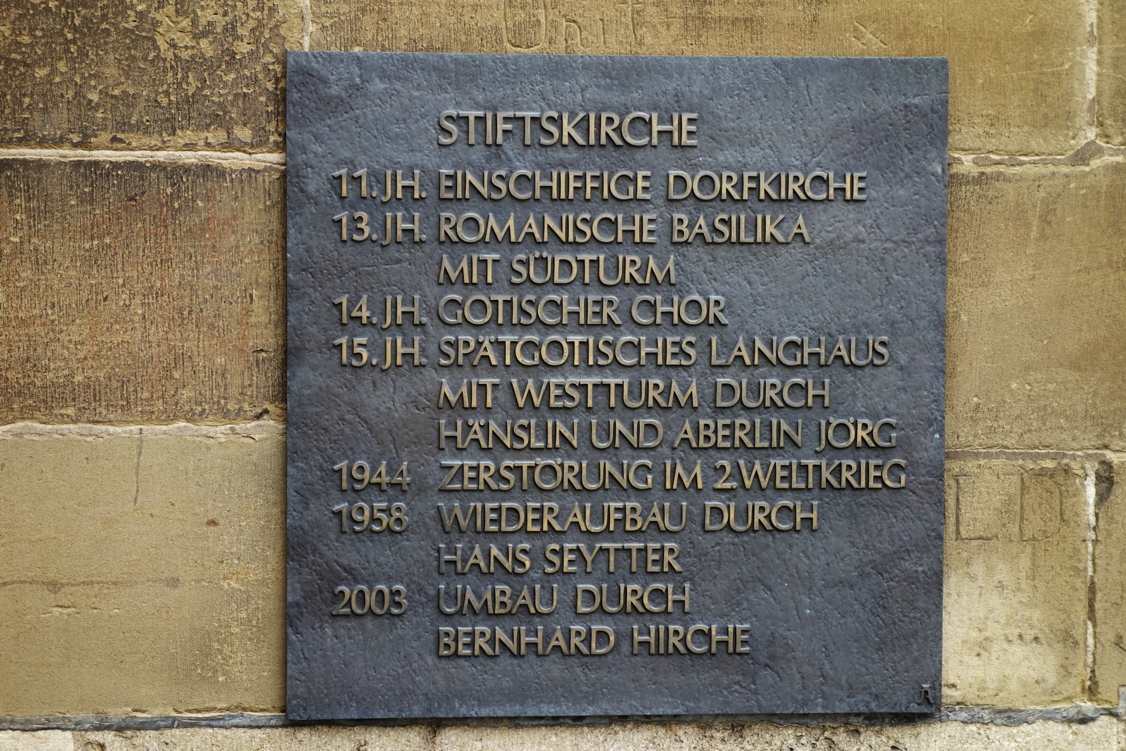 Unit
STIFTSKIRCHE
11. JH. EINSCHIFFIGE DORFKIRCHE
13. JH. ROMANISCHE BASILIKA
MIT SÜDTURM
14. JH. GOTISCHER CHOR
15. JH. SPÄTGOTISCHES LANGHAUS
MIT WESTTURM DURCH
HÄNSLIN UND ABERLIN JÖRG
1944 ZERSTÖRUNG IM 2.WELTKRIEG
1958 WIEDERAUFBAU DURCH
HANS SEYTTER
2003 UMBAU DURCH
BERNHARD HIRCHE